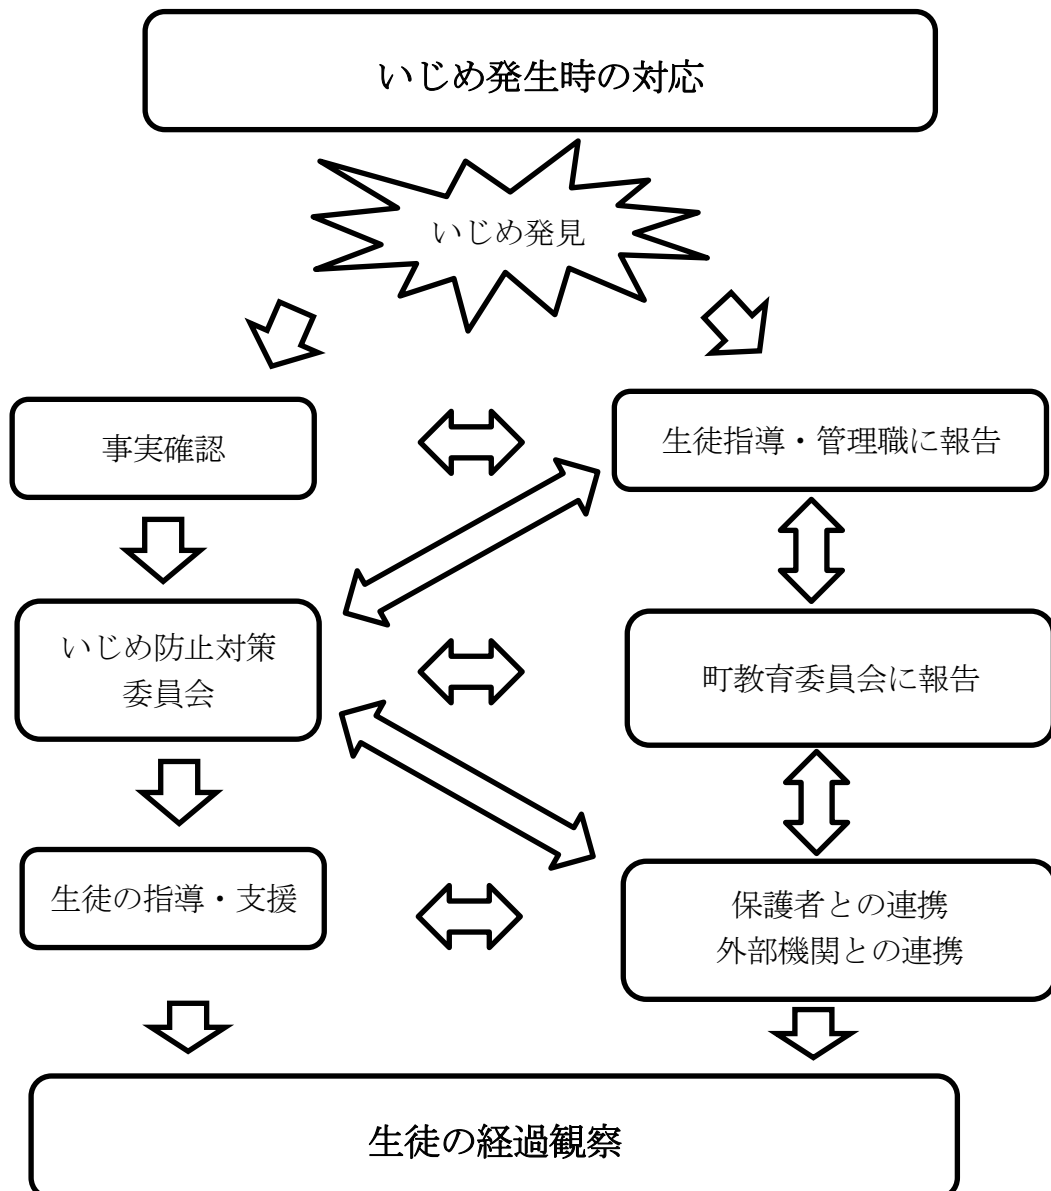 いじめ発生時の対応
いじめ発見
事実確認
生徒指導・管理職に報告
いじめ防止対策
委員会
町教育委員会に報告
生徒の指導・支援
保護者との連携
外部機関との連携
生徒の経過観察